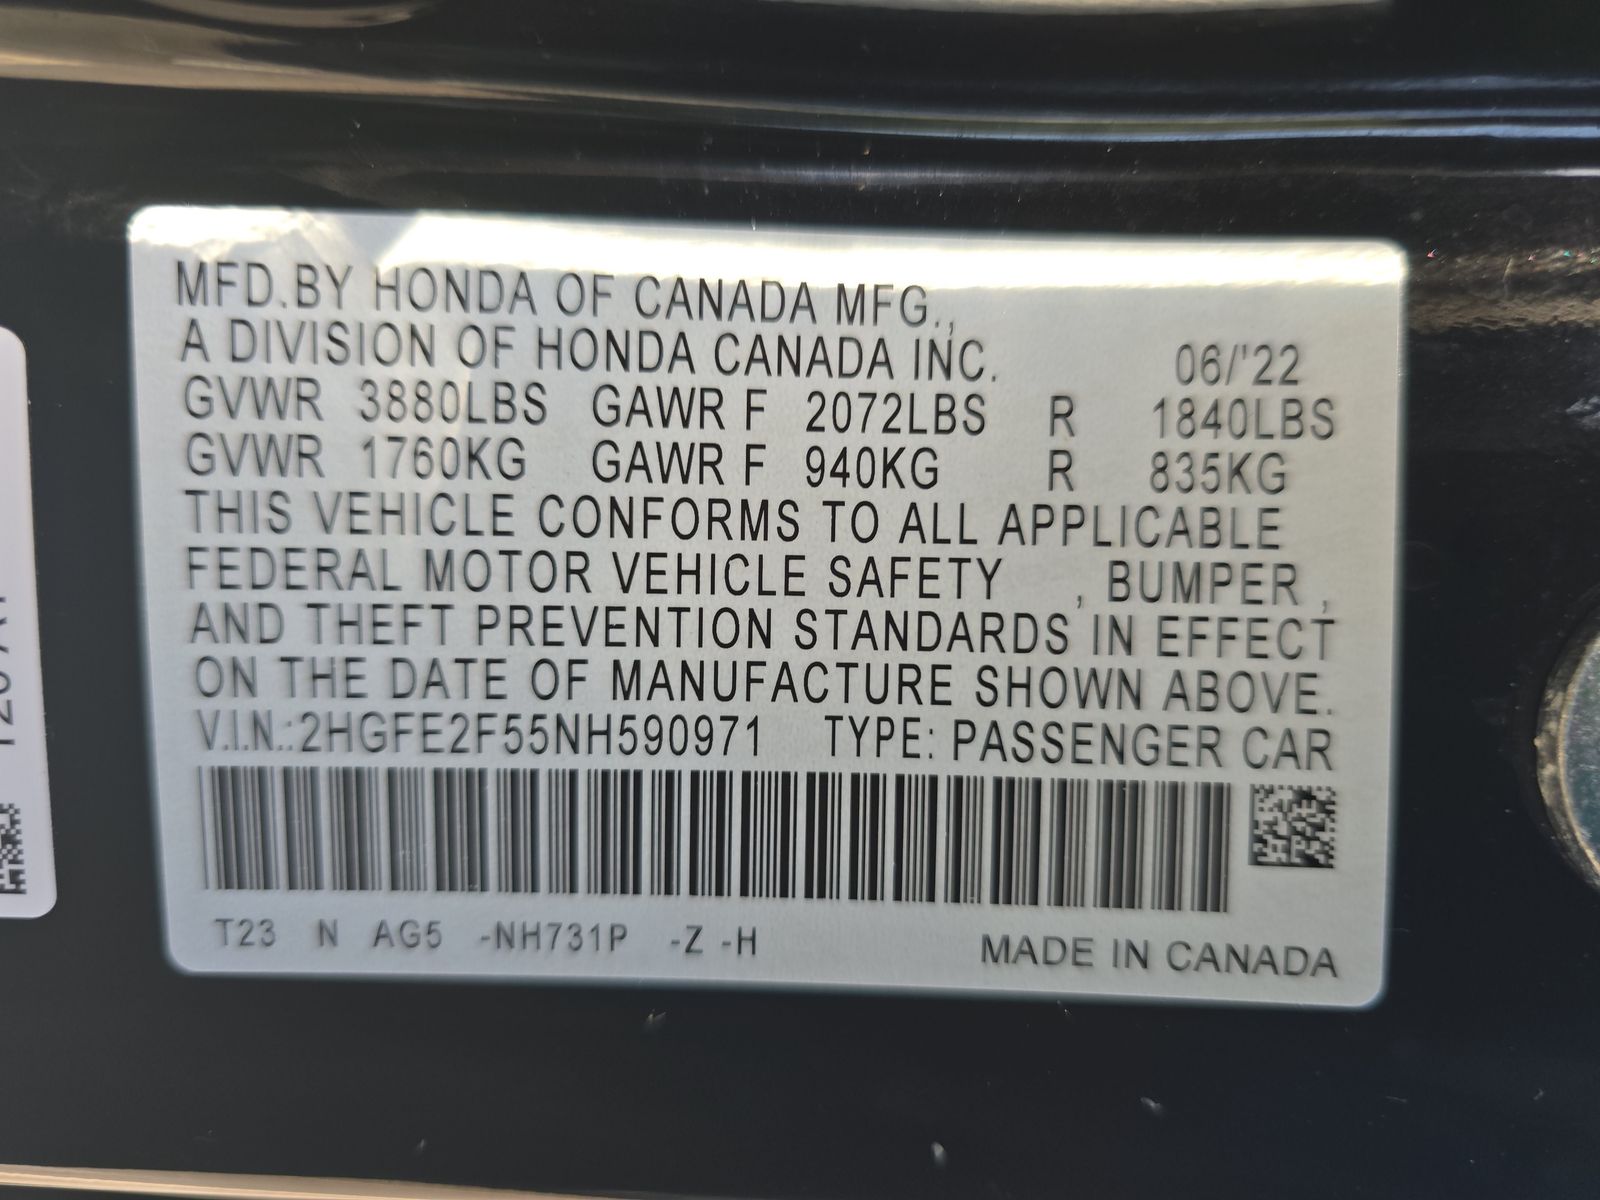 MFD.BY HONDA OF CANADA MFG.,
A DIVISION OF HONDA CANADA INC. 06/'22
GVWR 3880LBS GAWR F 2072LBS R 1840LBS
GVWR 1760KG GAWR F 940KG R 835KG
THIS VEHICLE CONFORMS TO ALL APPLICABLE
FEDERAL MOTOR VEHICLE SAFETY , BUMPER ,
AND THEFT PREVENTION STANDARDS IN EFFECT
ON THE DATE OF MANUFACTURE SHOWN ABOVE.
V.I.N.:2HGFE2F55NH590971 TYPE: PASSENGER CAR
T23 N AG5 -NH731P -Z -H MADE IN CANADA